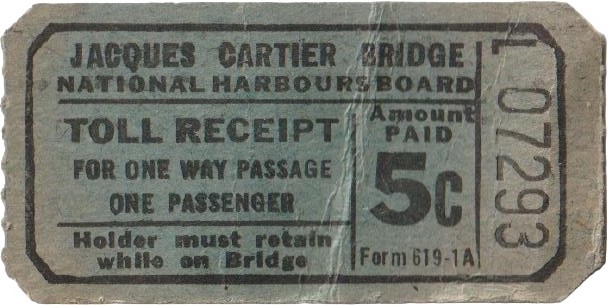 JACQUES CARTIER BRIDGE
NATIONAL HARBOURS BOARD
TOLL RECEIPT
FOR ONE WAY PASSAGE
ONE PASSENGER
Holder must retain
while on Bridge
Amount
PAID
5C
Form 619-1A
L 07293